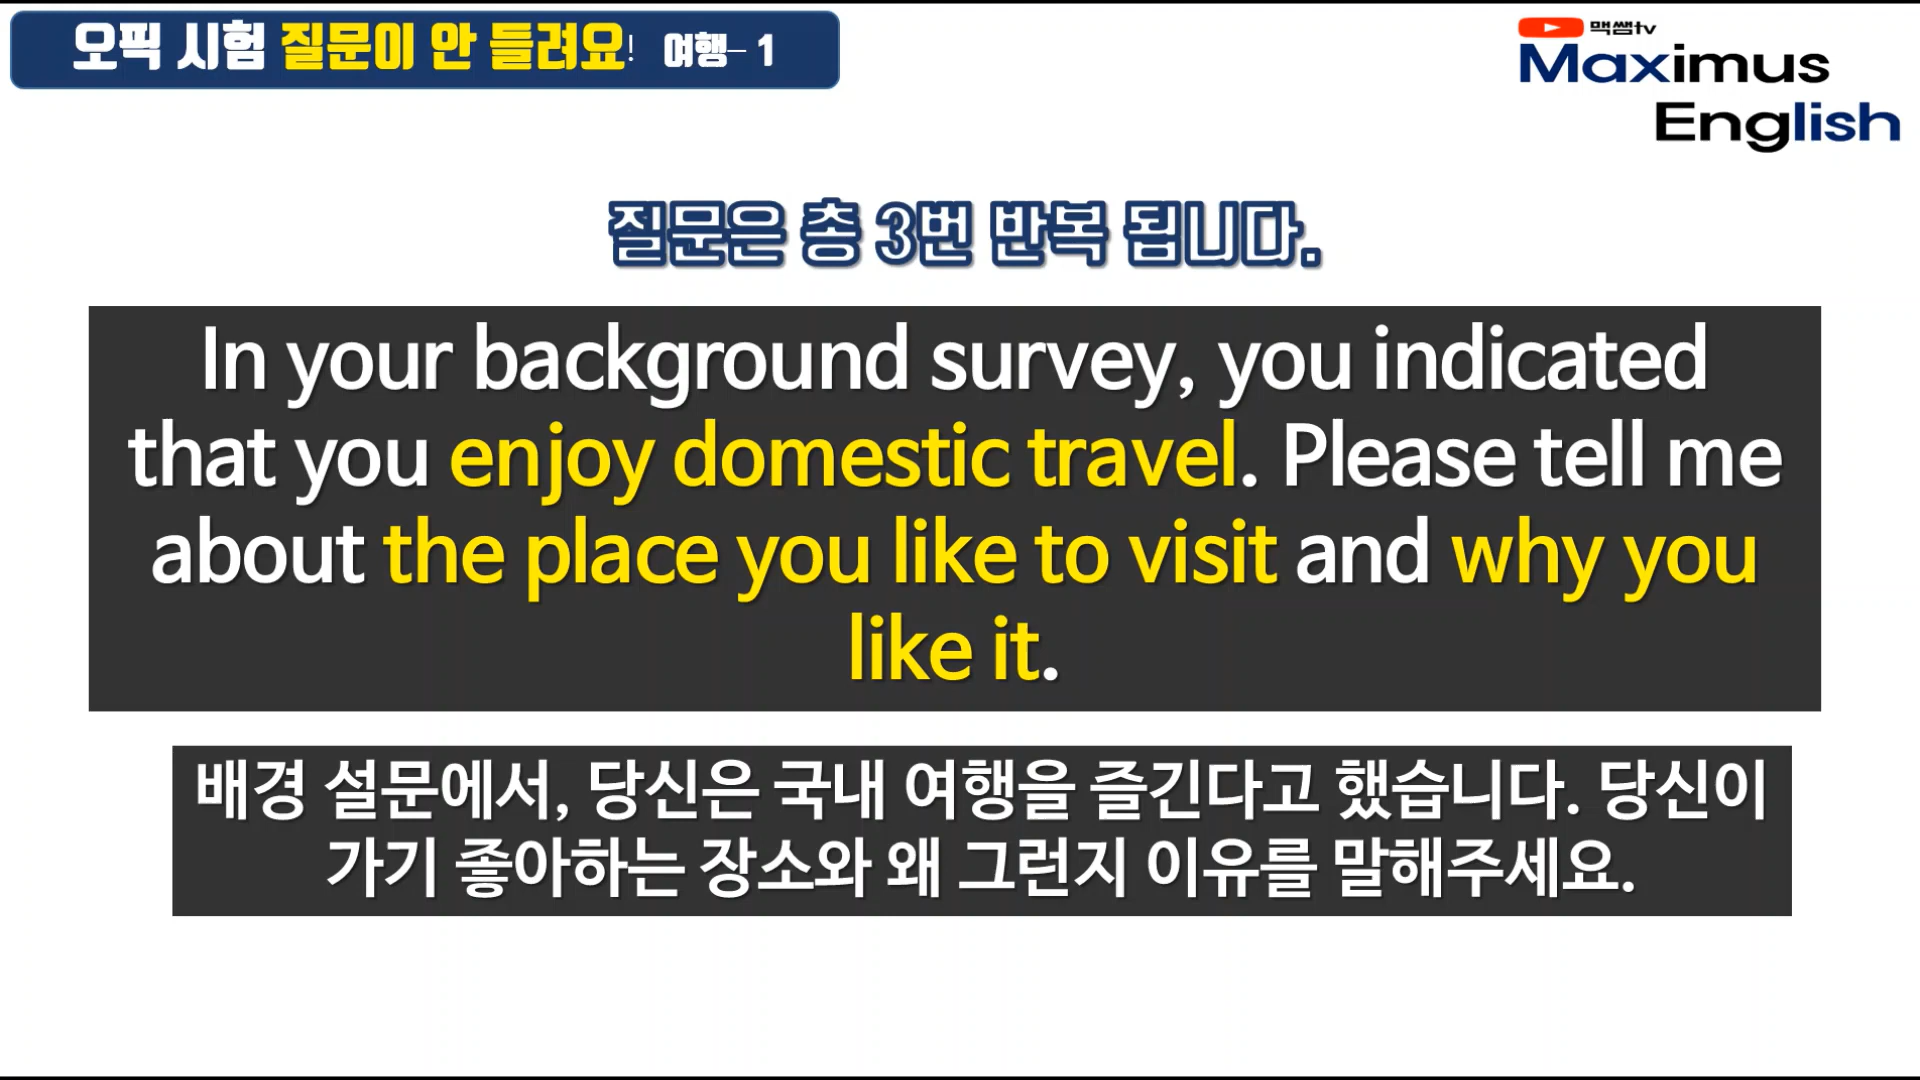 오픽 시험 질문이 안 들려요! 여행- 1
맥쌤tv
Maximus
English
질문은 총 3번 반복 됩니다.
In your background survey, you indicated
that you enjoy domestic travel. Please tell me
about the place you like to visit and why you
like it.
배경 설문에서, 당신은 국내 여행을 즐긴다고 했습니다. 당신이
가기 좋아하는 장소와 왜 그런지 이유를 말해주세요.